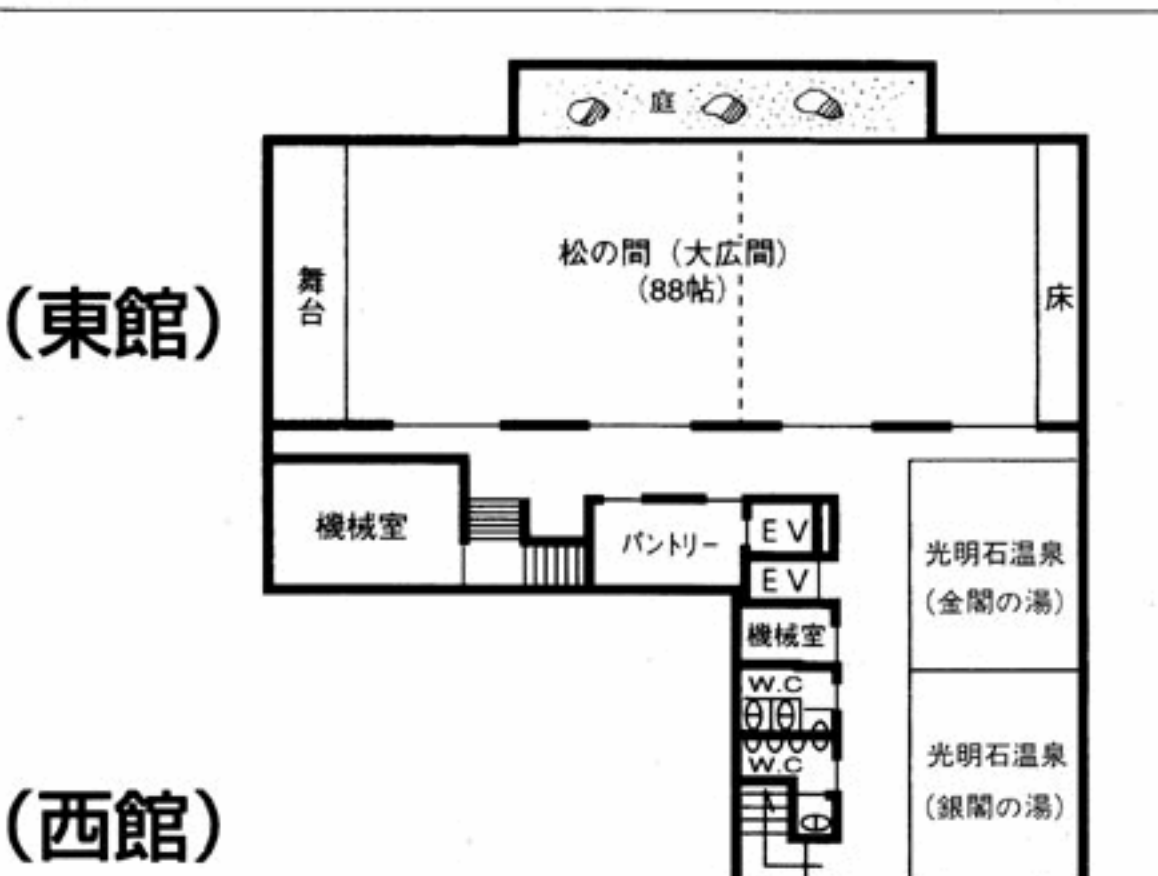 庭
松の間（大広間）
（88帖）
舞台
床
（東館）
機械室
パントリー
EV
EV
光明石温泉
（金閣の湯）
機械室
W.C
W.C
光明石温泉
（銀閣の湯）
（西館）